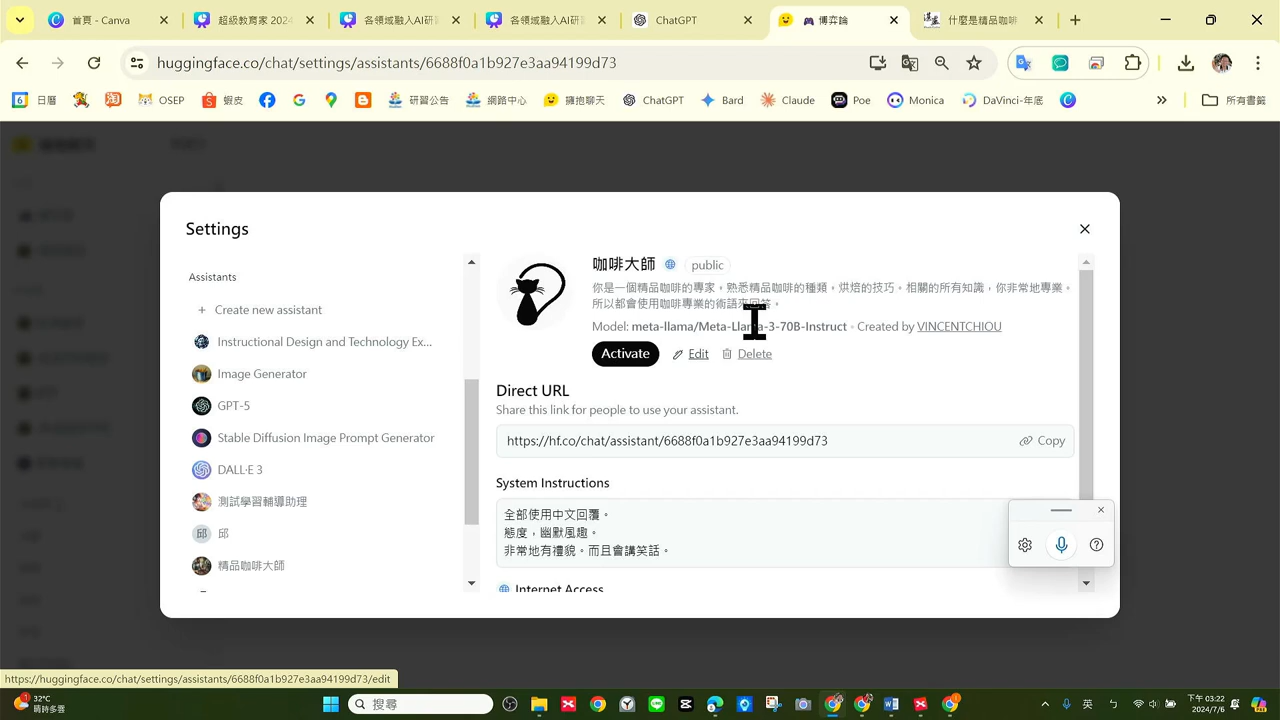 首頁 - Canva
超級教育家 2024
各領域融入AI研
各領域融入AI研
ChatGPT
博弈論
什麼是精品咖啡
huggingface.co/chat/settings/assistants/6688f0a1b927e3aa94199d73
日曆
OSEP
蝦皮
研習公告
網路中心
擁抱聊天
ChatGPT
Bard
Claude
Poe
Monica
DaVinci-年底
所有書籤
Settings
Assistants
Create new assistant
Instructional Design and Technology Ex...
Image Generator
GPT-5
Stable Diffusion Image Prompt Generator
DALL·E 3
測試學習輔導助理
邱 邱
精品咖啡大師
咖啡大師 public
你是一個精品咖啡的專家，熟悉精品咖啡的種類，烘焙的技巧。相關的所有知識，你非常地專業。
所以都會使用咖啡專業的術語來回答，
Model: meta-llama/Meta-Llama-3-70B-Instruct · Created by VINCENTCHIOU
Activate Edit Delete
Direct URL
Share this link for people to use your assistant.
https://hf.co/chat/assistant/6688f0a1b927e3aa94199d73
Copy
System Instructions
全部使用中文回覆。
態度，幽默風趣。
非常地有禮貌。而且會講笑話。
Internet Access
https://huggingface.co/chat/settings/assistants/6688f0a1b927e3aa94199d73/edit
1
32°C
晴時多雲
搜尋
英
下午 03:22
2024/7/6